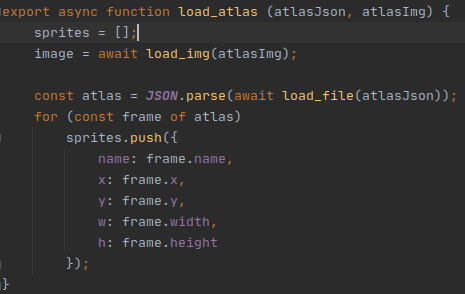 export async function load_atlas (atlasJson, atlasImg) {
    sprites = [];
    image = await load_img(atlasImg);

    const atlas = JSON.parse(await load_file(atlasJson));
    for (const frame of atlas)
        sprites.push({
            name: frame.name,
            x: frame.x,
            y: frame.y,
            w: frame.width,
            h: frame.height
        });
}